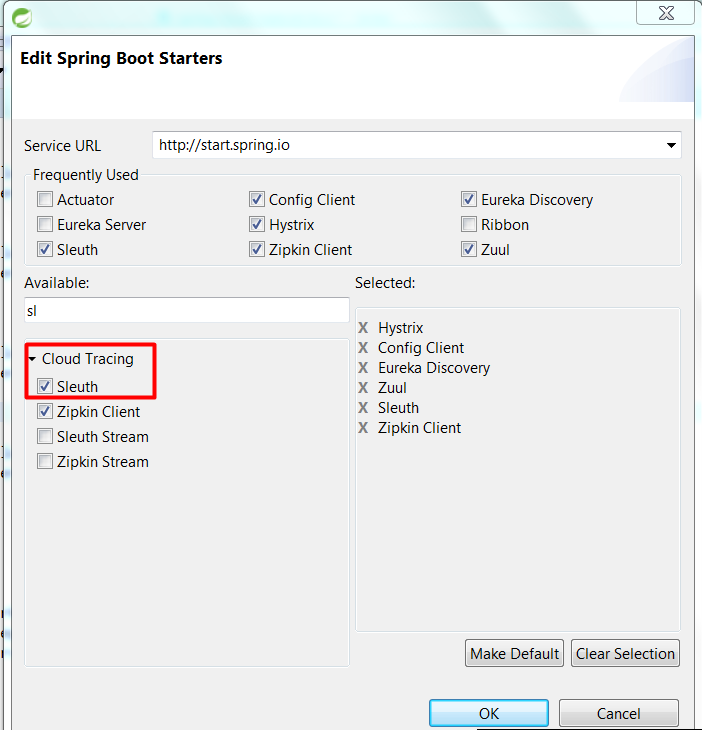 Edit Spring Boot Starters
Service URL http://start.spring.io
Frequently Used
Actuator Config Client Eureka Discovery
Eureka Server Hystrix Ribbon
Sleuth Zipkin Client Zuul
Available: Selected:
sl
Cloud Tracing
Sleuth
Zipkin Client
Sleuth Stream
Zipkin Stream
X Hystrix
X Config Client
X Eureka Discovery
X Zuul
X Sleuth
X Zipkin Client
Make Default Clear Selection
OK Cancel